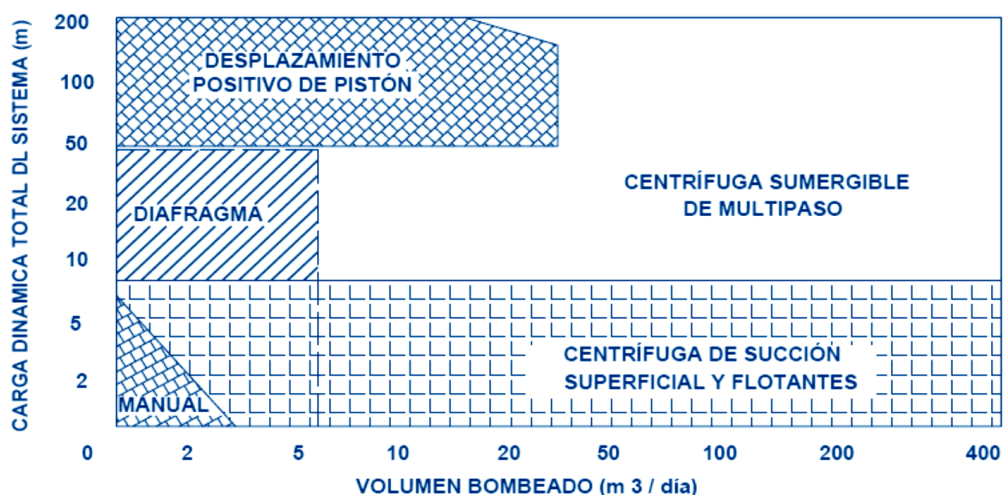 CARGA DINAMICA TOTAL DL SISTEMA (m)
200
100
50
20
10
5
2
DESPLAZAMIENTO
POSITIVO DE PISTÓN
DIAFRAGMA
CENTRÍFUGA SUMERGIBLE
DE MULTIPASO
CENTRÍFUGA DE SUCCIÓN
SUPERFICIAL Y FLOTANTES
MANUAL
0 2 5 10 20 50 100 200 400
VOLUMEN BOMBEADO (m 3 / día)